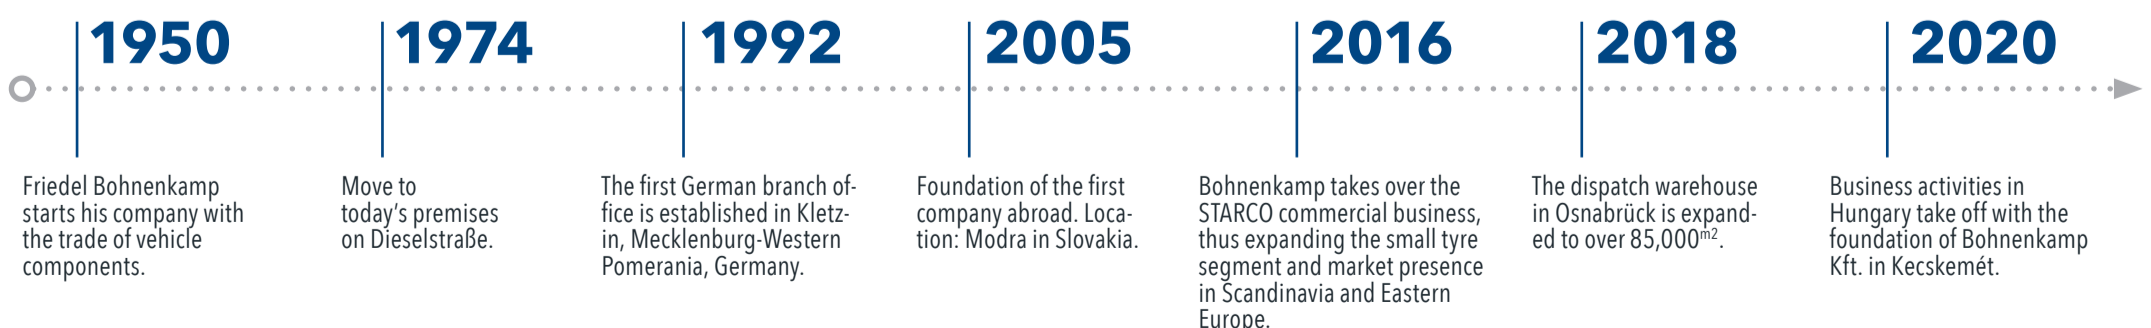 1950
Friedel Bohnenkamp
starts his company with
the trade of vehicle
components.
1974
Move to
today’s premises
on Dieselstraße.
1992
The first German branch of-
fice is established in Kletz-
in, Mecklenburg-Western
Pomerania, Germany.
2005
Foundation of the first
company abroad. Loca-
tion: Modra in Slovakia.
2016
Bohnenkamp takes over the
STARCO commercial business,
thus expanding the small tyre
segment and market presence
in Scandinavia and Eastern
Europe.
2018
The dispatch warehouse
in Osnabrück is expand-
ed to over 85,000ᵐ².
2020
Business activities in
Hungary take off with the
foundation of Bohnenkamp
Kft. in Kecskemét.